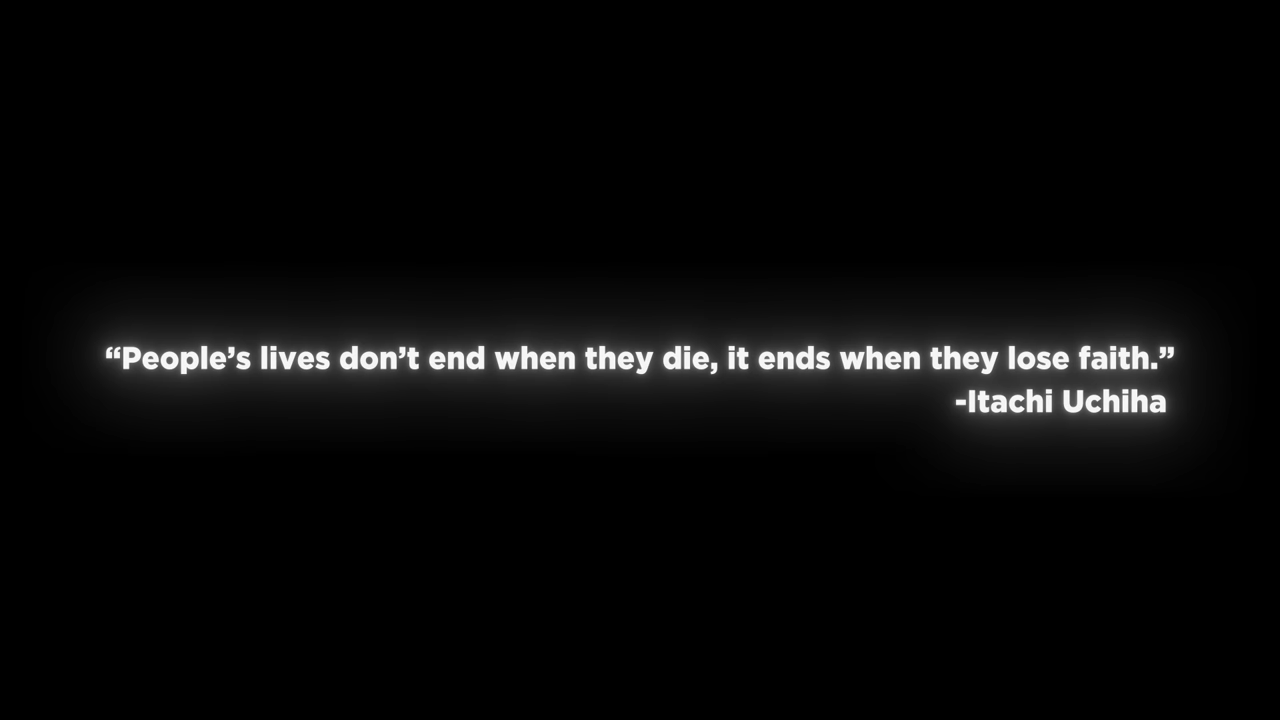 “People’s lives don’t end when they die, it ends when they lose faith.”
-Itachi Uchiha